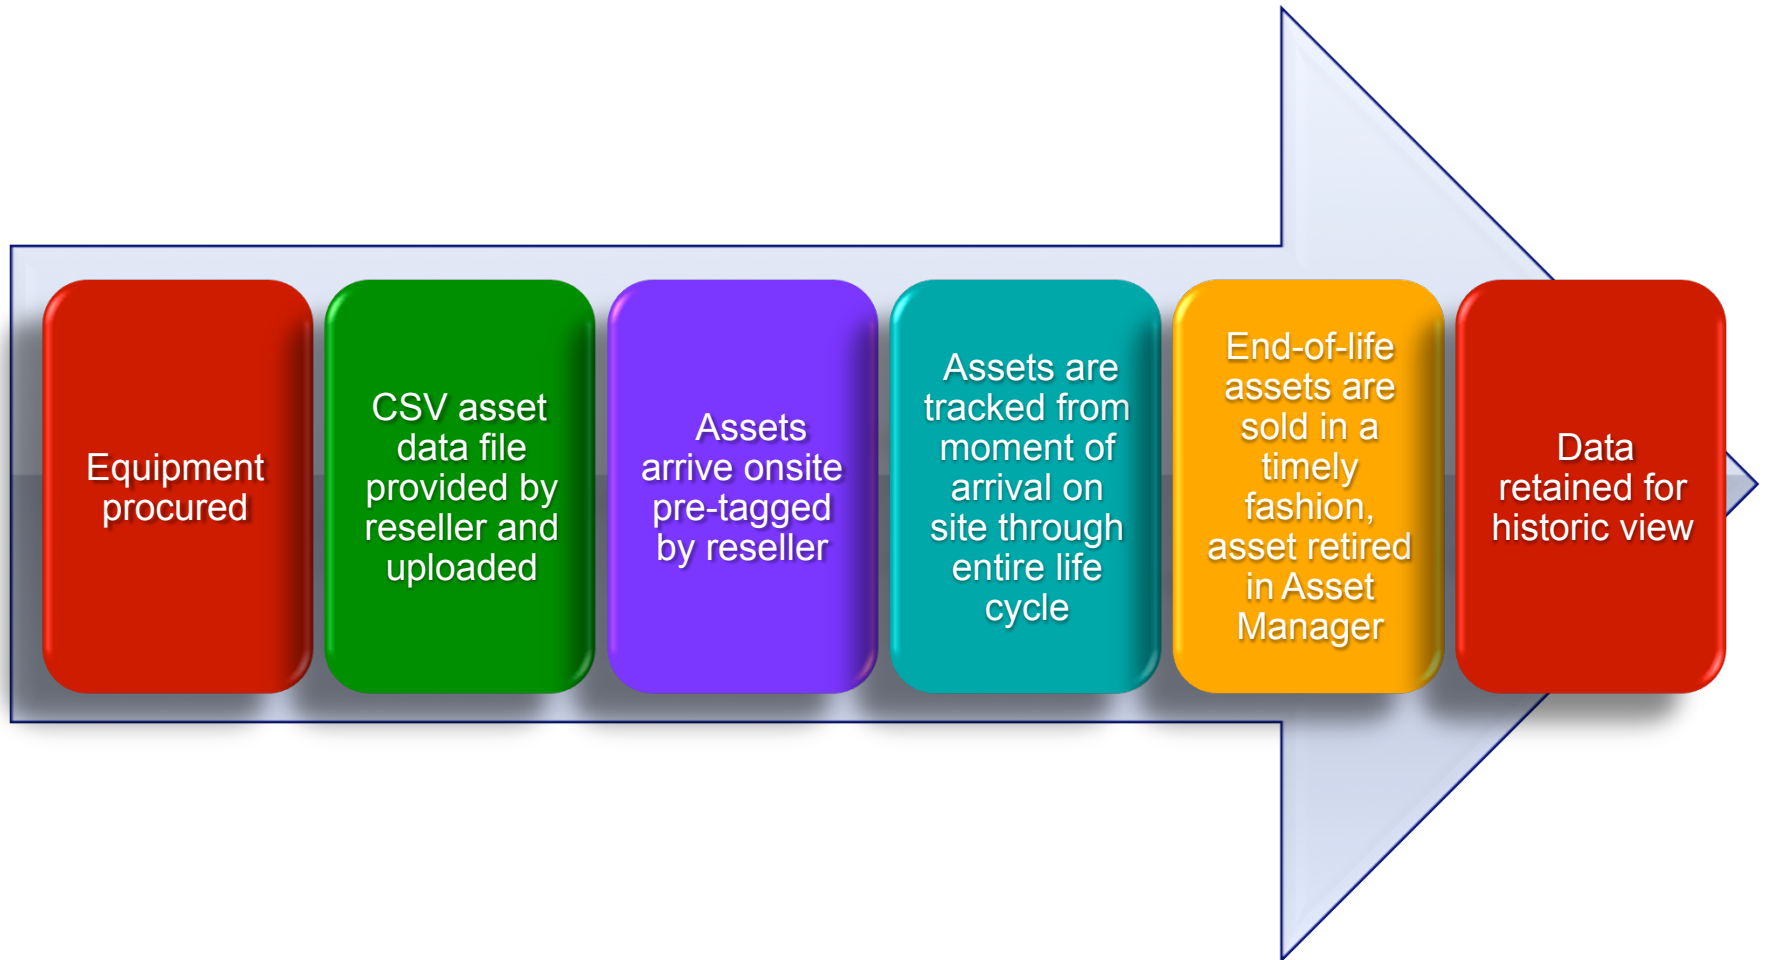 Equipment
procured
CSV asset
data file
provided by
reseller and
uploaded
Assets
arrive onsite
pre-tagged
by reseller
Assets are
tracked from
moment of
arrival on
site through
entire life
cycle
End-of-life
assets are
sold in a
timely
fashion,
asset retired
in Asset
Manager
Data
retained for
historic view